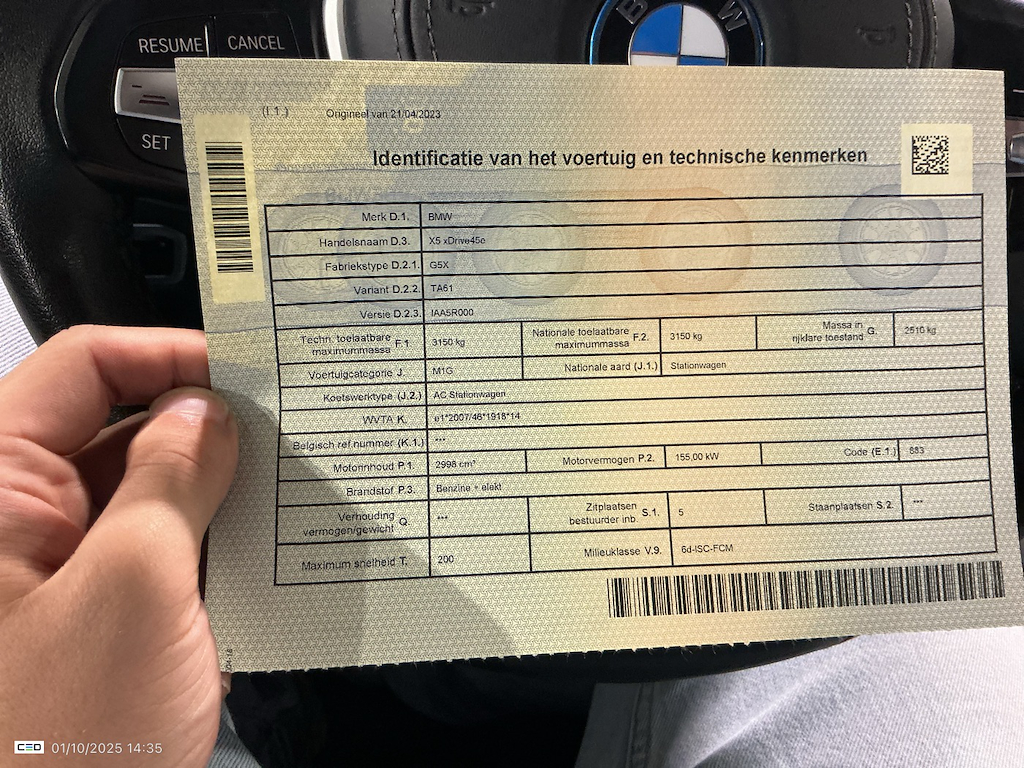 RESUME CANCEL
SET
B W
(I.1.) Origineel van 21/04/2023
Identificatie van het voertuig en technische kenmerken
Merk D.1. BMW
Handelsnaam D.3. X5 xDrive45e
Fabriekstype D.2.1. G5X
Variant D.2.2. TA61
Versie D.2.3. IAA5R000
Techn. toelaatbare maximummassa F.1. 3150 kg Nationale toelaatbare maximummassa F.2. 3150 kg Massa in rijklare toestand G. 2510 kg
Voertuigcategorie J. M1G Nationale aard (J.1.) Stationwagen
Koetswerktype (J.2.) AC Stationwagen
WVTA K. e1*2007/46*1918*14
Belgisch ref.nummer (K.1.) ***
Motorinhoud P.1. 2998 cm³ Motorvermogen P.2. 155,00 kW Code (E.1.) 883
Brandstof P.3. Benzine + elekt
Verhouding vermogen/gewicht Q. *** Zitplaatsen bestuurder inb. S.1. 5 Staanplaatsen S.2. ***
Maximum snelheid T. 200 Milieuklasse V.9. 6d-ISC-FCM
CEO 01/10/2025 14:35